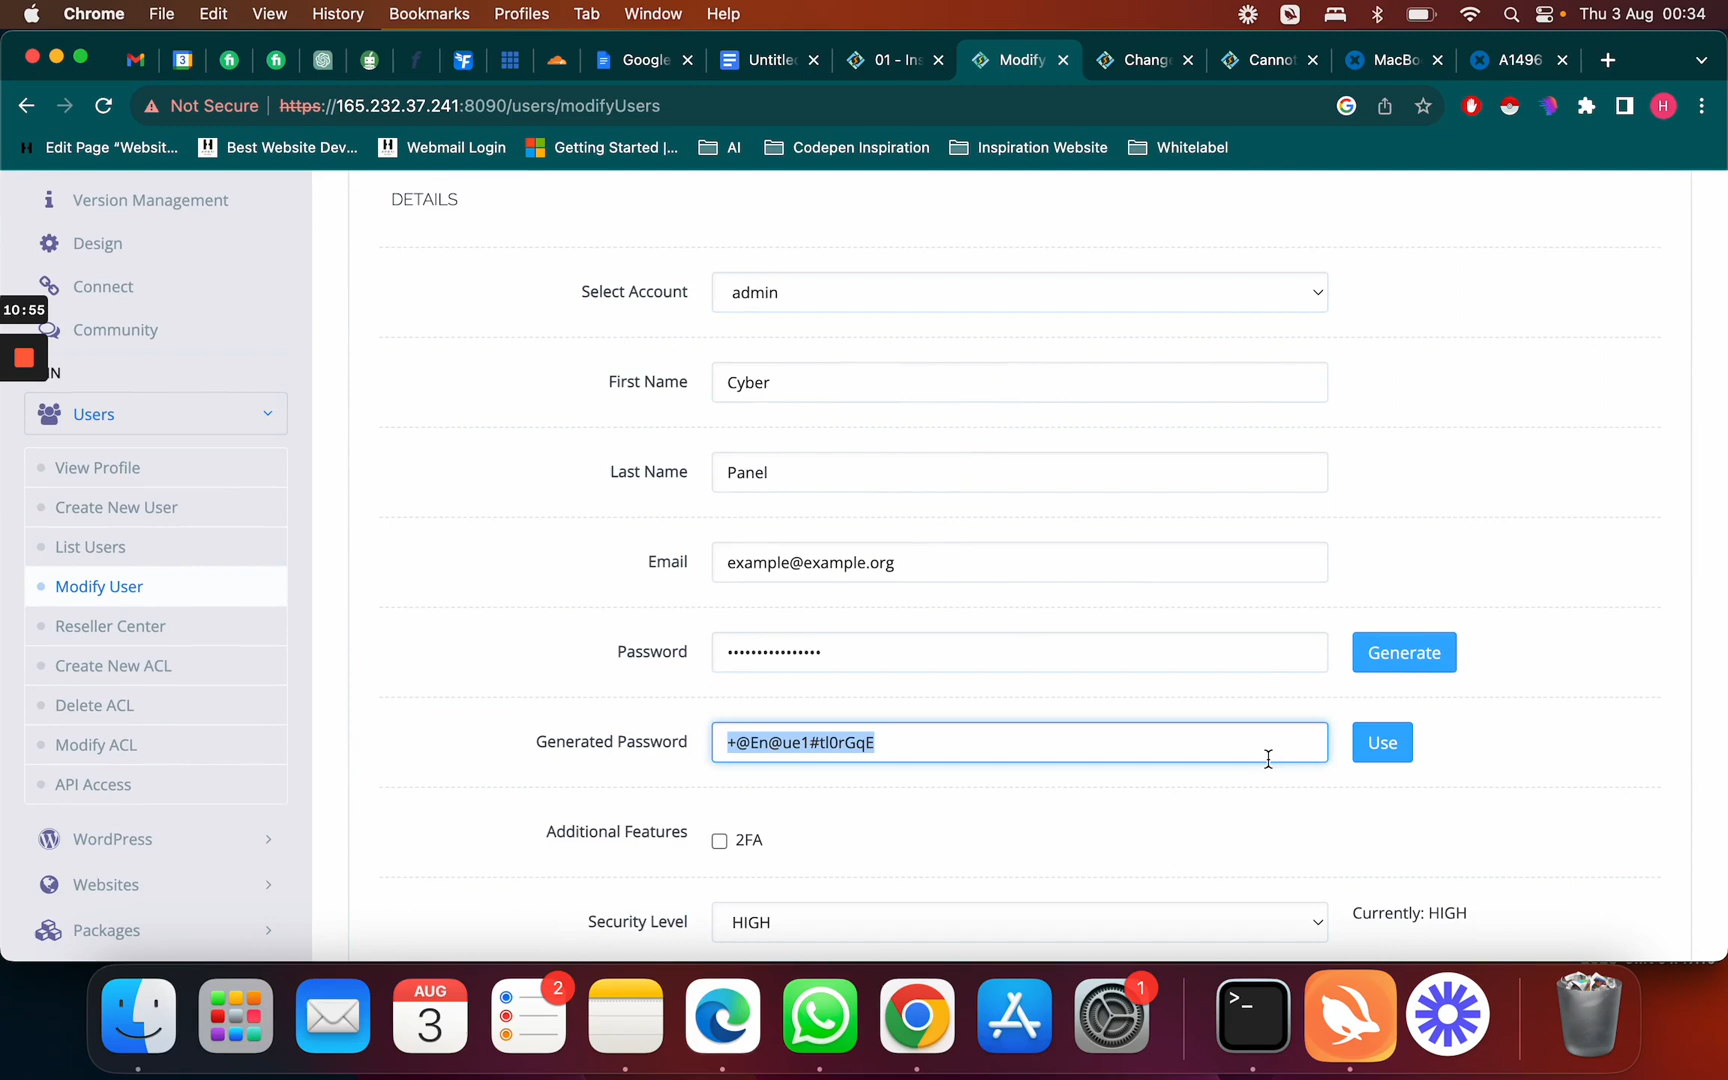 Chrome File Edit View History Bookmarks Profiles Tab Window Help Thu 3 Aug 00:34
Google Untitle 01 - Ins Modify Change Cannot MacBo A1496
Not Secure https://165.232.37.241:8090/users/modifyUsers H
Edit Page “Websit... Best Website Dev... Webmail Login Getting Started |... AI Codepen Inspiration Inspiration Website Whitelabel
Version Management
Design
Connect
Community
10:55
IN
Users
View Profile
Create New User
List Users
Modify User
Reseller Center
Create New ACL
Delete ACL
Modify ACL
API Access
WordPress
Websites
Packages
DETAILS
Select Account admin
First Name Cyber
Last Name Panel
Email example@example.org
Password •••••••••••••••• Generate
Generated Password +@En@ue1#tl0rGqE Use
Additional Features 2FA
Security Level HIGH Currently: HIGH
AUG
3
2
1